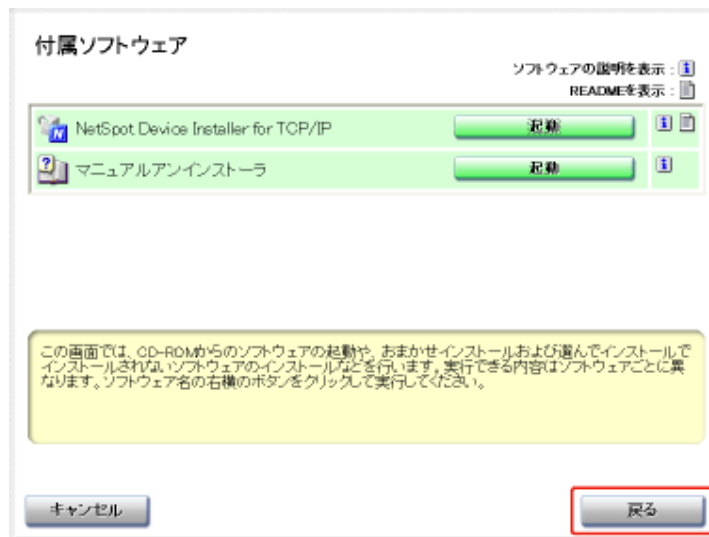 付属ソフトウェア
ソフトウェアの説明を表示 :
READMEを表示 :
NetSpot Device Installer for TCP/IP 起動
マニュアルアンインストーラ 起動
この画面では、CD-ROMからのソフトウェアの起動や、おまかせインストールおよび選んでインストールで
インストールされないソフトウェアのインストールなどを行います。実行できる内容はソフトウェアごとに異
なります。ソフトウェア名の右横のボタンをクリックして実行してください。
キャンセル 戻る